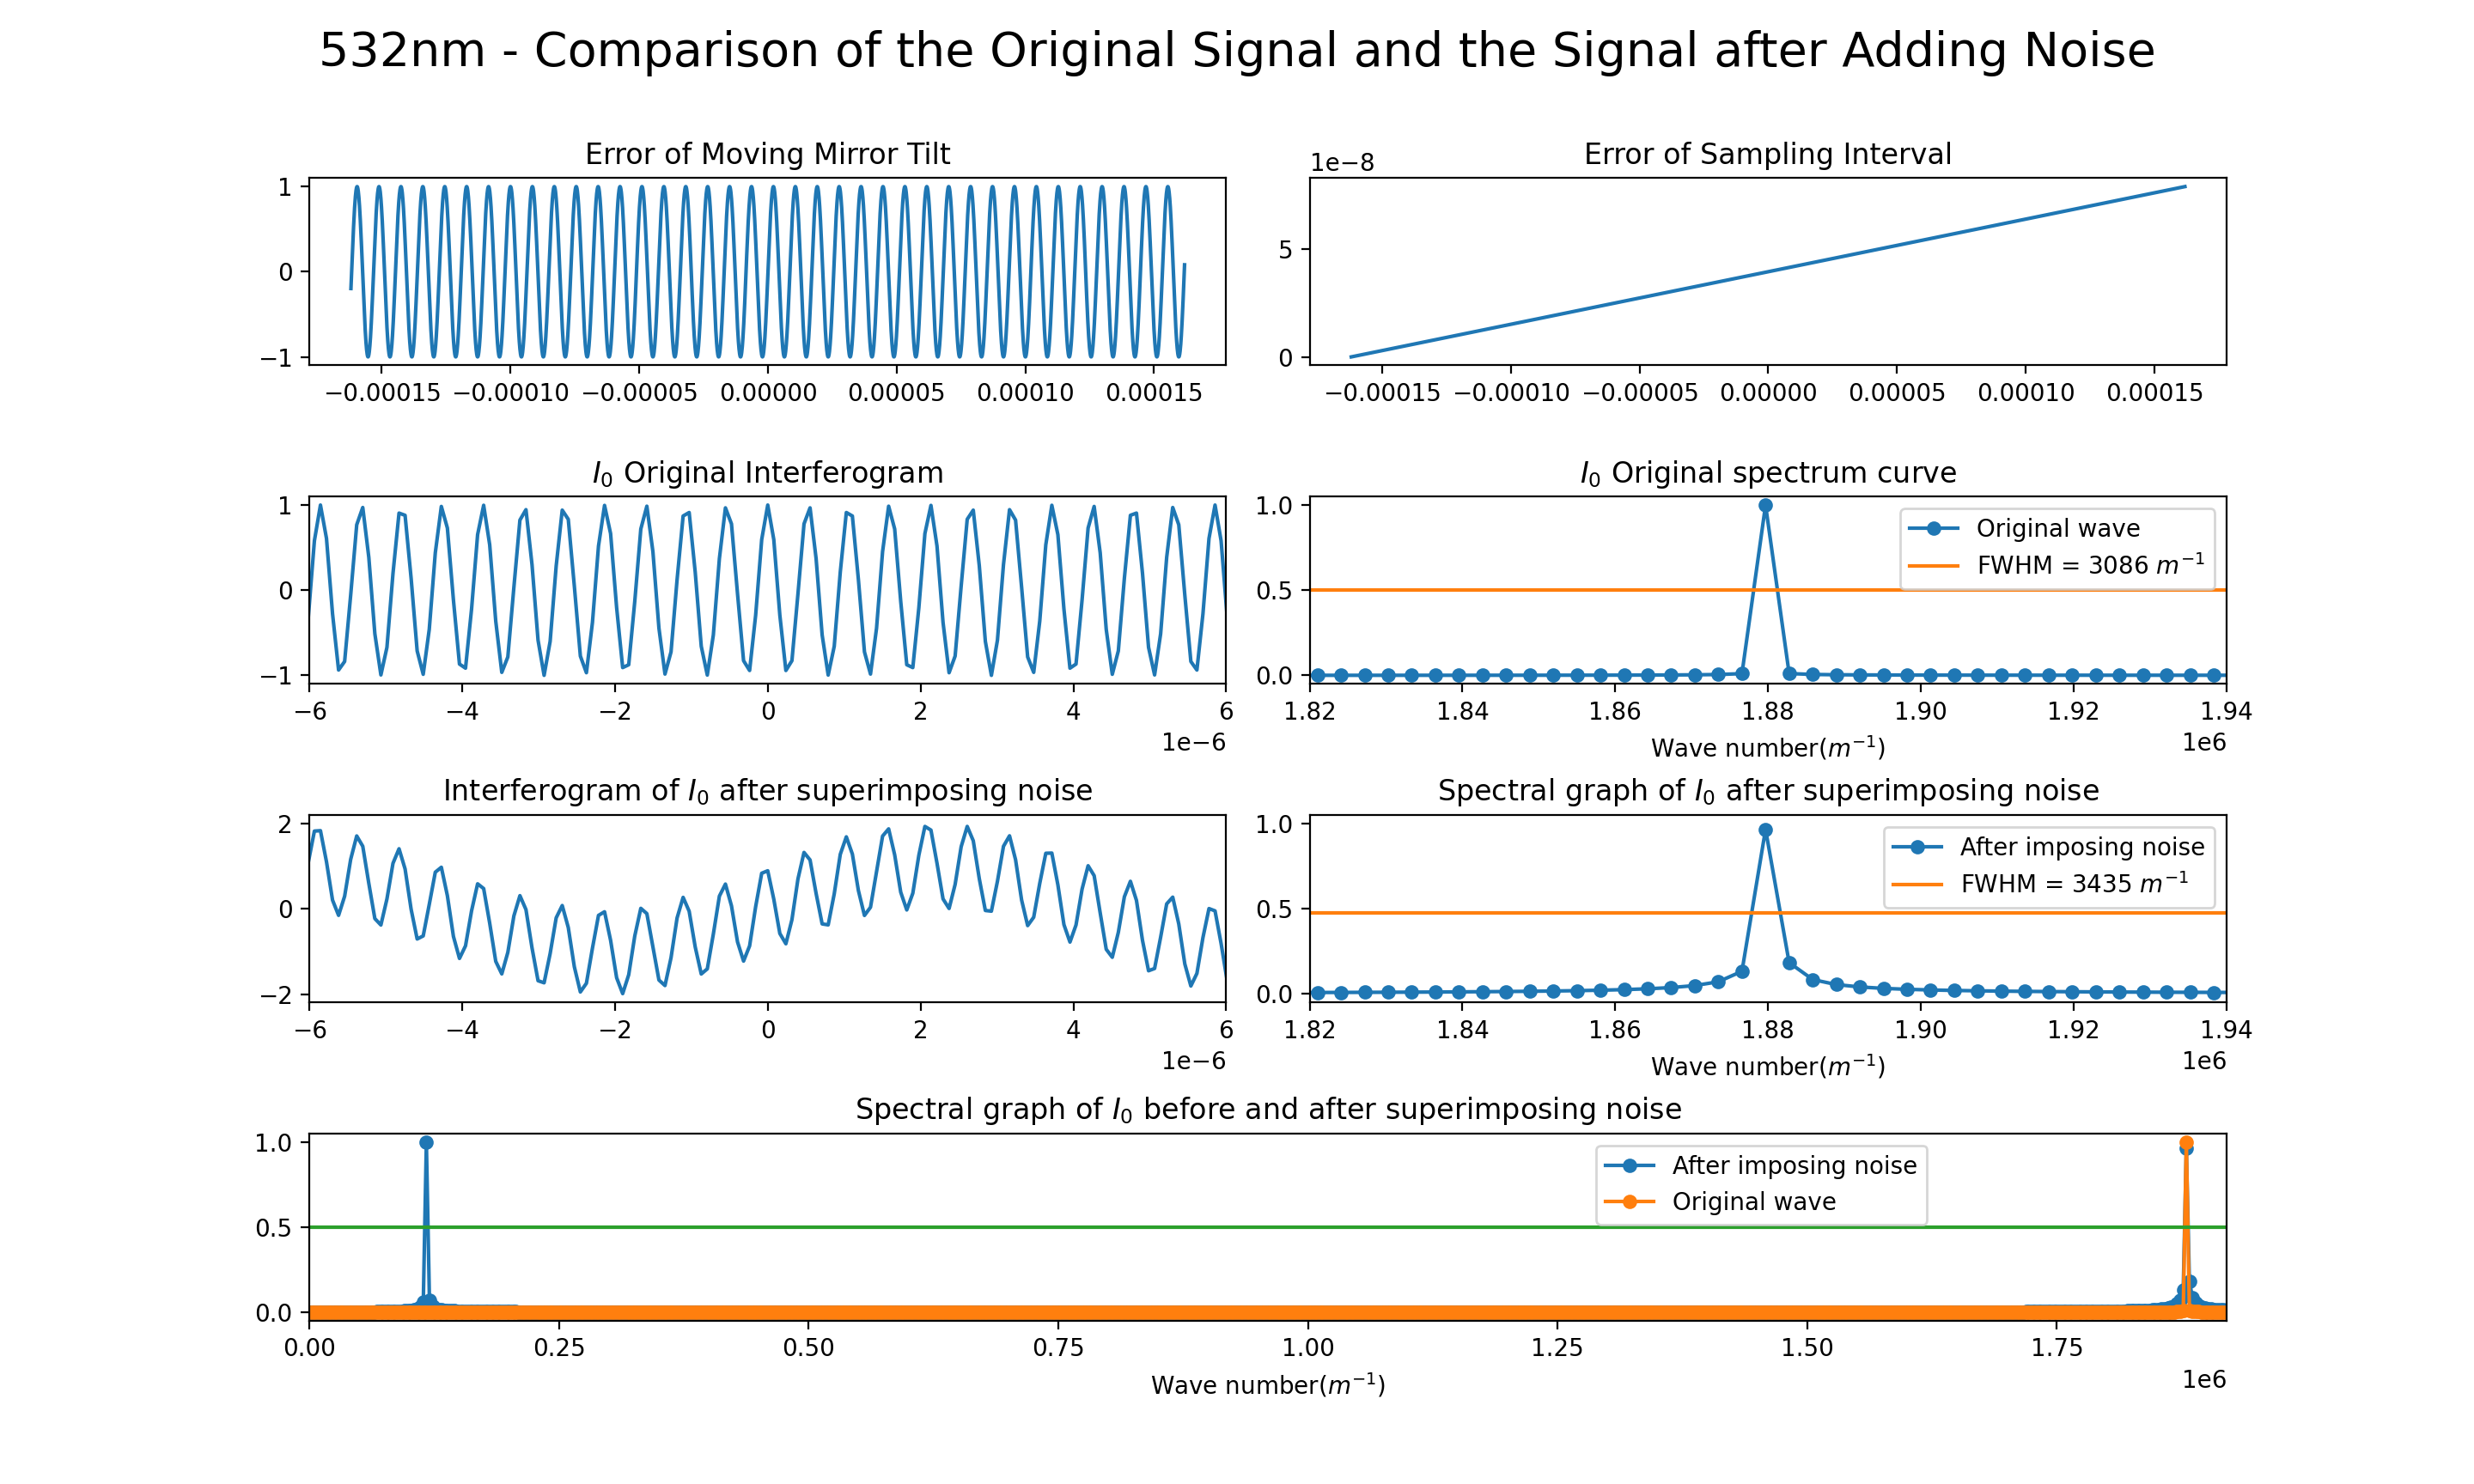 532nm - Comparison of the Original Signal and the Signal after Adding Noise
Error of Moving Mirror Tilt
1
0
−1
−0.00015 −0.00010 −0.00005 0.00000 0.00005 0.00010 0.00015
Error of Sampling Interval
1e−8
5
0
−0.00015 −0.00010 −0.00005 0.00000 0.00005 0.00010 0.00015
I₀ Original Interferogram
1
0
−1
−6 −4 −2 0 2 4 6
1e−6
I₀ Original spectrum curve
1.0
0.5
0.0
Original wave
FWHM = 3086 m⁻¹
1.82 1.84 1.86 1.88 1.90 1.92 1.94
Wave number(m⁻¹)
1e6
Interferogram of I₀ after superimposing noise
2
0
−2
−6 −4 −2 0 2 4 6
1e−6
Spectral graph of I₀ after superimposing noise
1.0
0.5
0.0
After imposing noise
FWHM = 3435 m⁻¹
1.82 1.84 1.86 1.88 1.90 1.92 1.94
Wave number(m⁻¹)
1e6
Spectral graph of I₀ before and after superimposing noise
1.0
0.5
0.0
After imposing noise
Original wave
0.00 0.25 0.50 0.75 1.00 1.25 1.50 1.75
Wave number(m⁻¹)
1e6